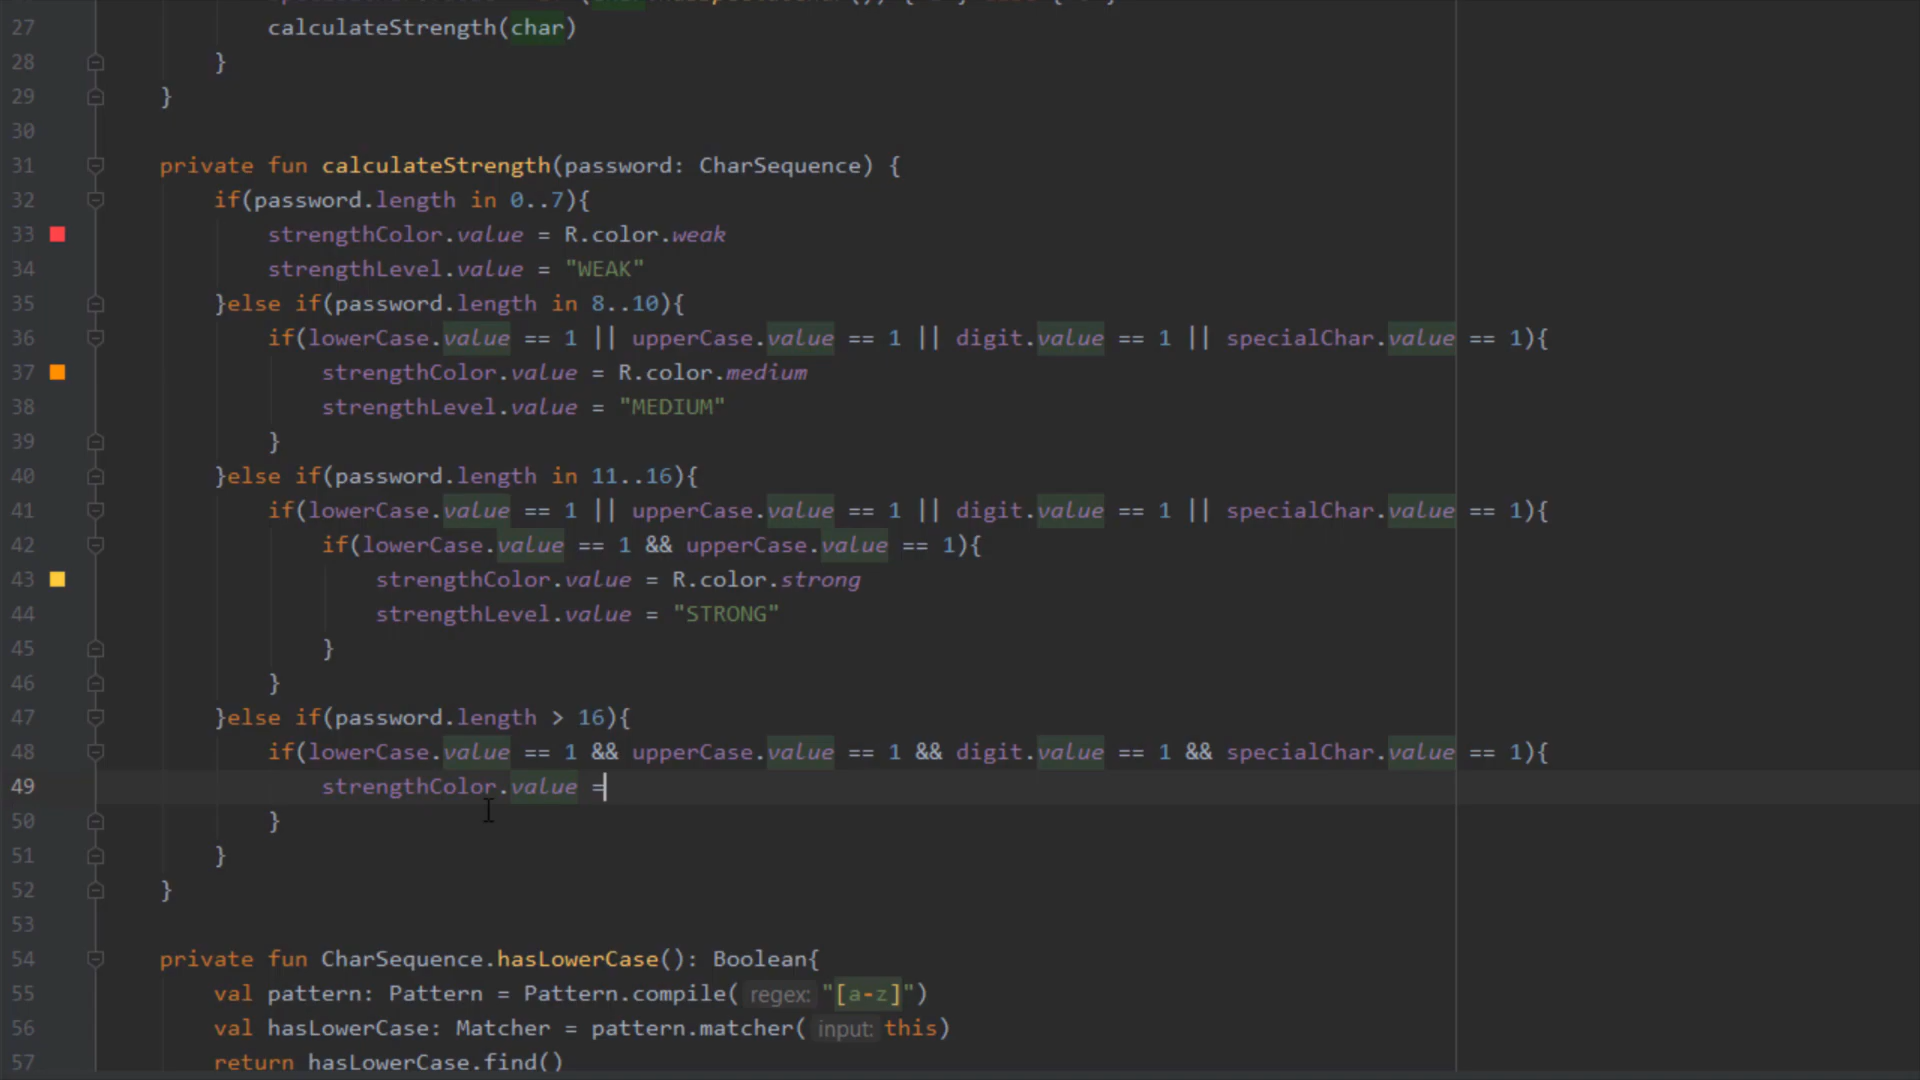 27 calculateStrength(char)
28 }
29 }
30
31 private fun calculateStrength(password: CharSequence) {
32 if(password.length in 0..7){
33 strengthColor.value = R.color.weak
34 strengthLevel.value = "WEAK"
35 }else if(password.length in 8..10){
36 if(lowerCase.value == 1 || upperCase.value == 1 || digit.value == 1 || specialChar.value == 1){
37 strengthColor.value = R.color.medium
38 strengthLevel.value = "MEDIUM"
39 }
40 }else if(password.length in 11..16){
41 if(lowerCase.value == 1 || upperCase.value == 1 || digit.value == 1 || specialChar.value == 1){
42 if(lowerCase.value == 1 && upperCase.value == 1){
43 strengthColor.value = R.color.strong
44 strengthLevel.value = "STRONG"
45 }
46 }
47 }else if(password.length > 16){
48 if(lowerCase.value == 1 && upperCase.value == 1 && digit.value == 1 && specialChar.value == 1){
49 strengthColor.value =
50 }
51 }
52 }
53
54 private fun CharSequence.hasLowerCase(): Boolean{
55 val pattern: Pattern = Pattern.compile( regex: "[a-z]")
56 val hasLowerCase: Matcher = pattern.matcher( input: this)
57 return hasLowerCase.find()